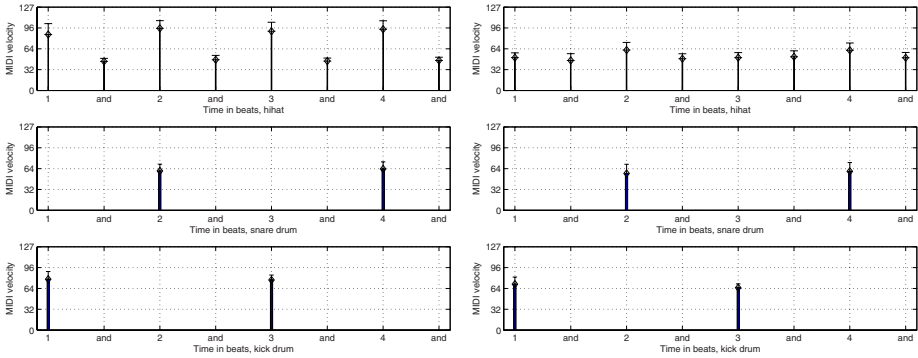 127
96
64
32
0
MIDI velocity
1 and 2 and 3 and 4 and
Time in beats, hihat
127
96
64
32
0
MIDI velocity
1 and 2 and 3 and 4 and
Time in beats, hihat
127
96
64
32
0
MIDI velocity
1 and 2 and 3 and 4 and
Time in beats, snare drum
127
96
64
32
0
MIDI velocity
1 and 2 and 3 and 4 and
Time in beats, snare drum
127
96
64
32
0
MIDI velocity
1 and 2 and 3 and 4 and
Time in beats, kick drum
127
96
64
32
0
MIDI velocity
1 and 2 and 3 and 4 and
Time in beats, kick drum